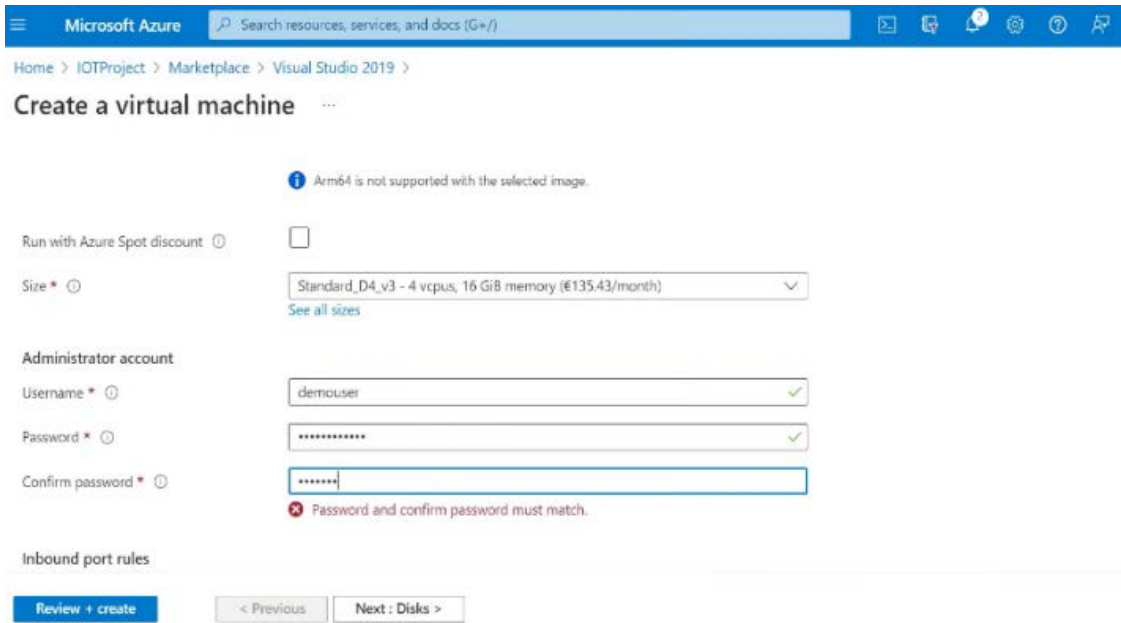 Microsoft Azure
Search resources, services, and docs (G+/)
2
Home > IOTProject > Marketplace > Visual Studio 2019 >
Create a virtual machine ...
Arm64 is not supported with the selected image.
Run with Azure Spot discount
Size *
Standard_D4_v3 - 4 vcpus, 16 GiB memory (€135.43/month)
See all sizes
Administrator account
Username *
demouser
Password *
••••••••••••
Confirm password *
•••••••
Password and confirm password must match.
Inbound port rules
Review + create
< Previous
Next : Disks >